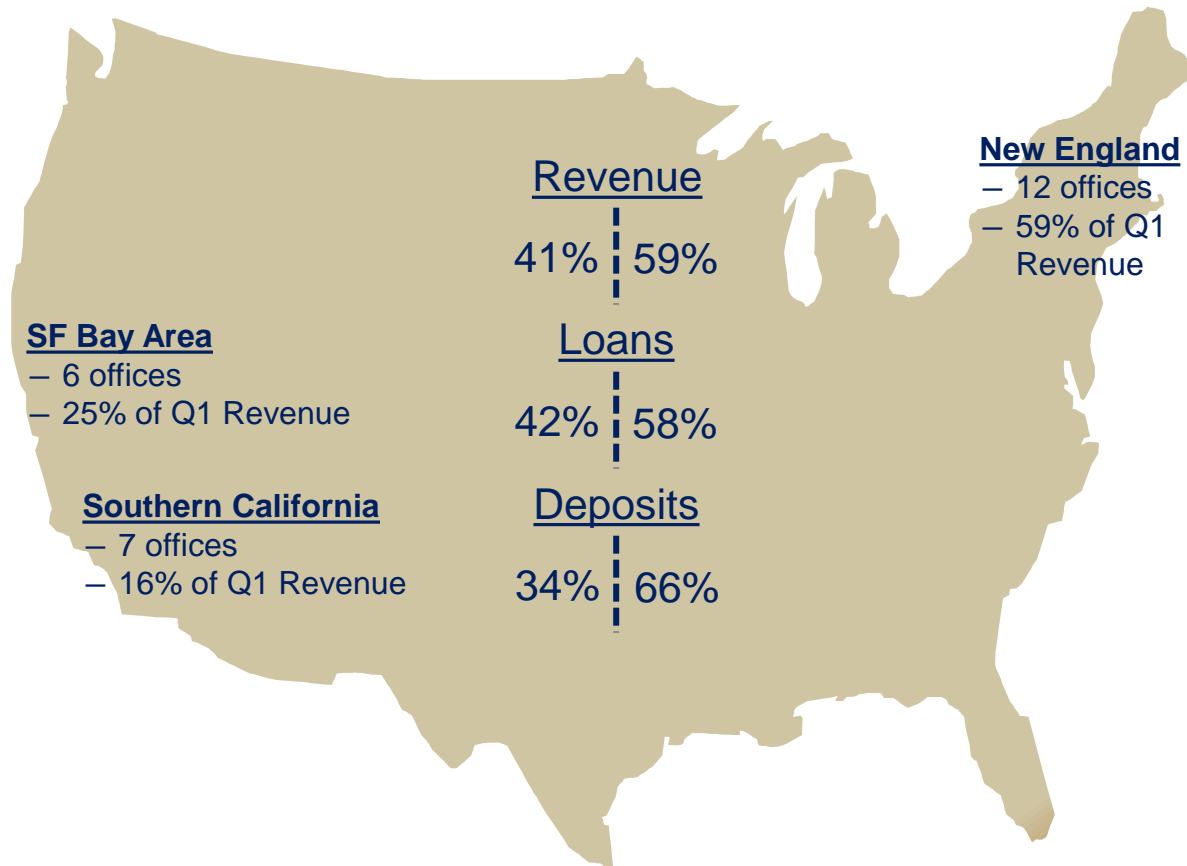 New England
– 12 offices
– 59% of Q1
Revenue
Revenue
41% 59%
SF Bay Area
– 6 offices
– 25% of Q1 Revenue
Loans
42% 58%
Southern California
– 7 offices
– 16% of Q1 Revenue
Deposits
34% 66%